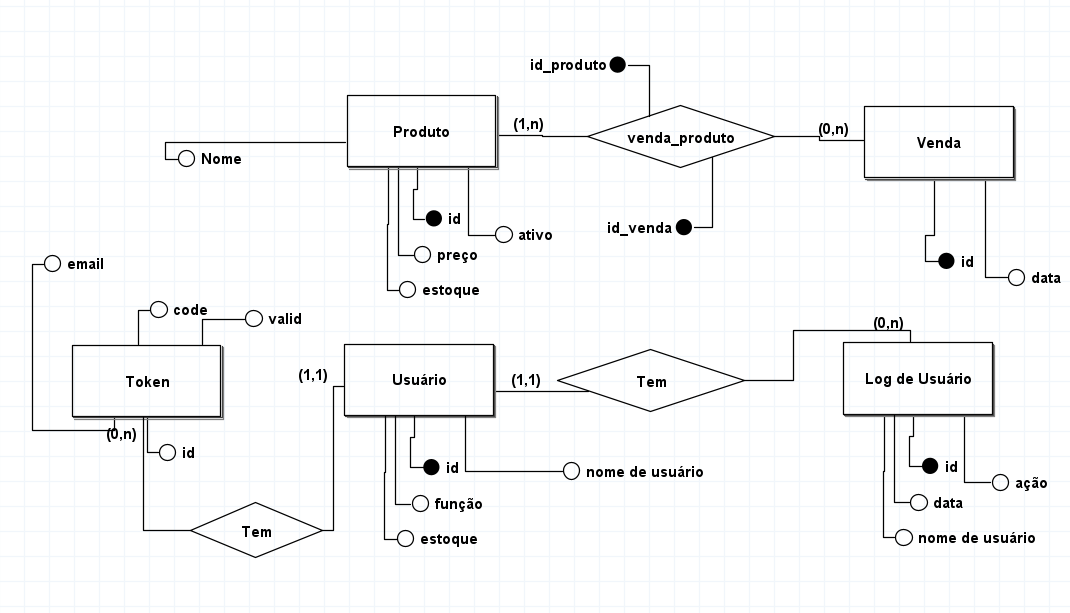 id_produto
Produto
(1,n)
venda_produto
(0,n)
Venda
Nome
id
ativo
id_venda
preço
estoque
id
data
email
code
valid
Token
(1,1)
Usuário
(1,1)
Tem
(0,n)
Log de Usuário
(0,n)
id
id
nome de usuário
função
estoque
Tem
id
ação
data
nome de usuário